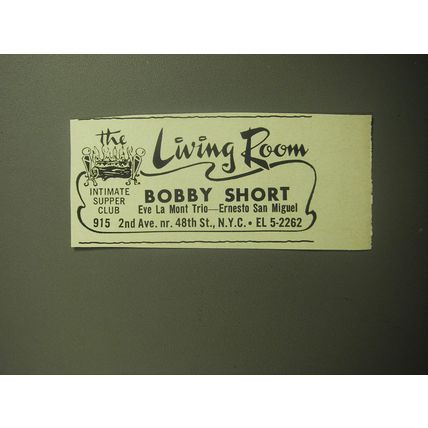 the Living Room
INTIMATE
SUPPER
CLUB
BOBBY SHORT
Eve La Mont Trio—Ernesto San Miguel
915 2nd Ave. nr. 48th St., N.Y.C. • EL 5-2262